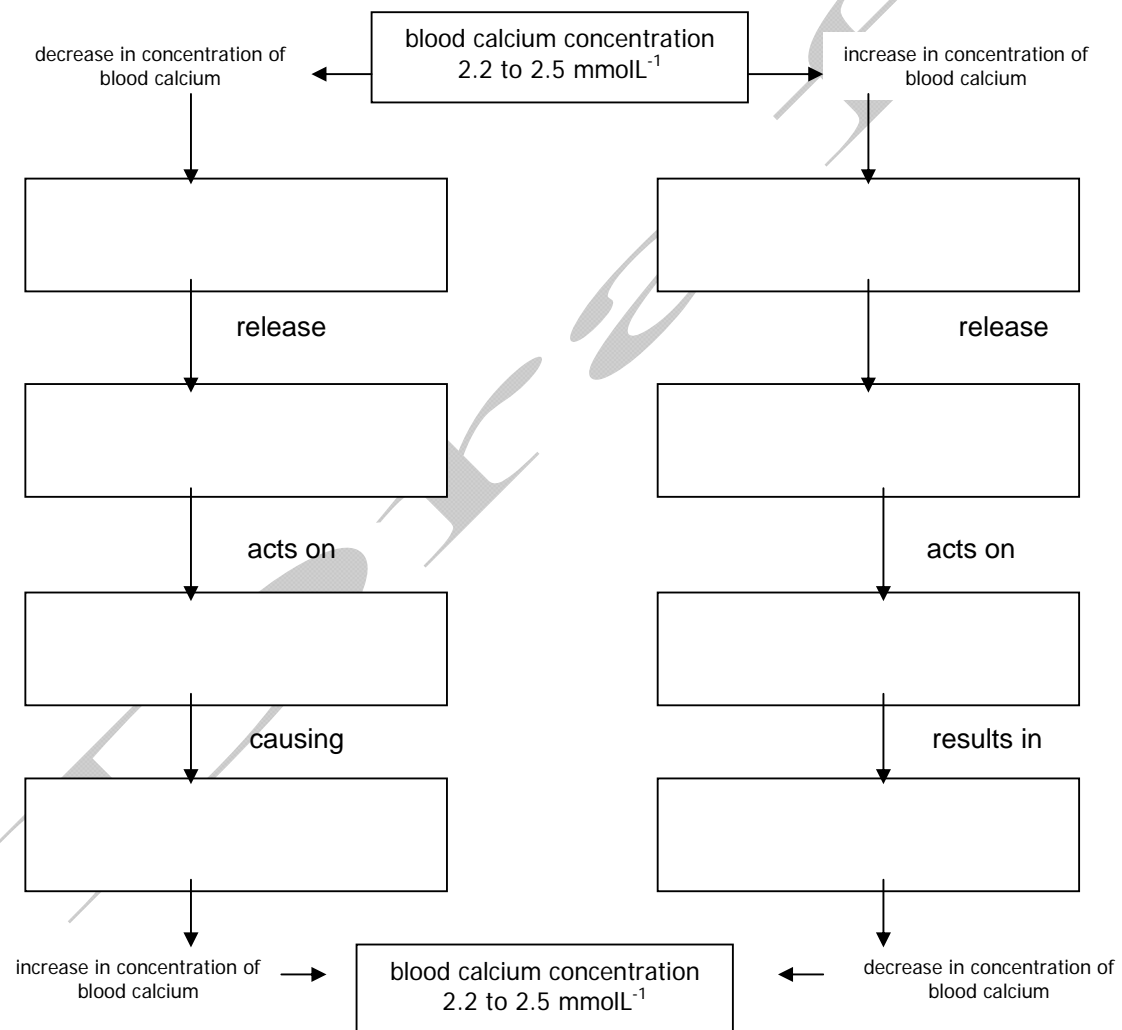 decrease in concentration of
blood calcium
blood calcium concentration
2.2 to 2.5 mmolL⁻¹
increase in concentration of
blood calcium
release
release
acts on
acts on
causing
results in
increase in concentration of
blood calcium
blood calcium concentration
2.2 to 2.5 mmolL⁻¹
decrease in concentration of
blood calcium